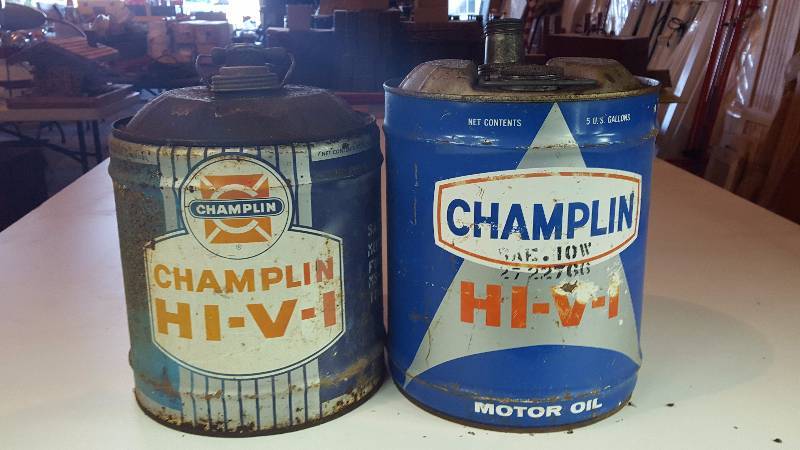 CHAMPLIN
®
CHAMPLIN
HI-V-I
NET CONTENTS 5 U.S. GALLONS
CHAMPLIN
SAE. 10W
HI-V-I
MOTOR OIL